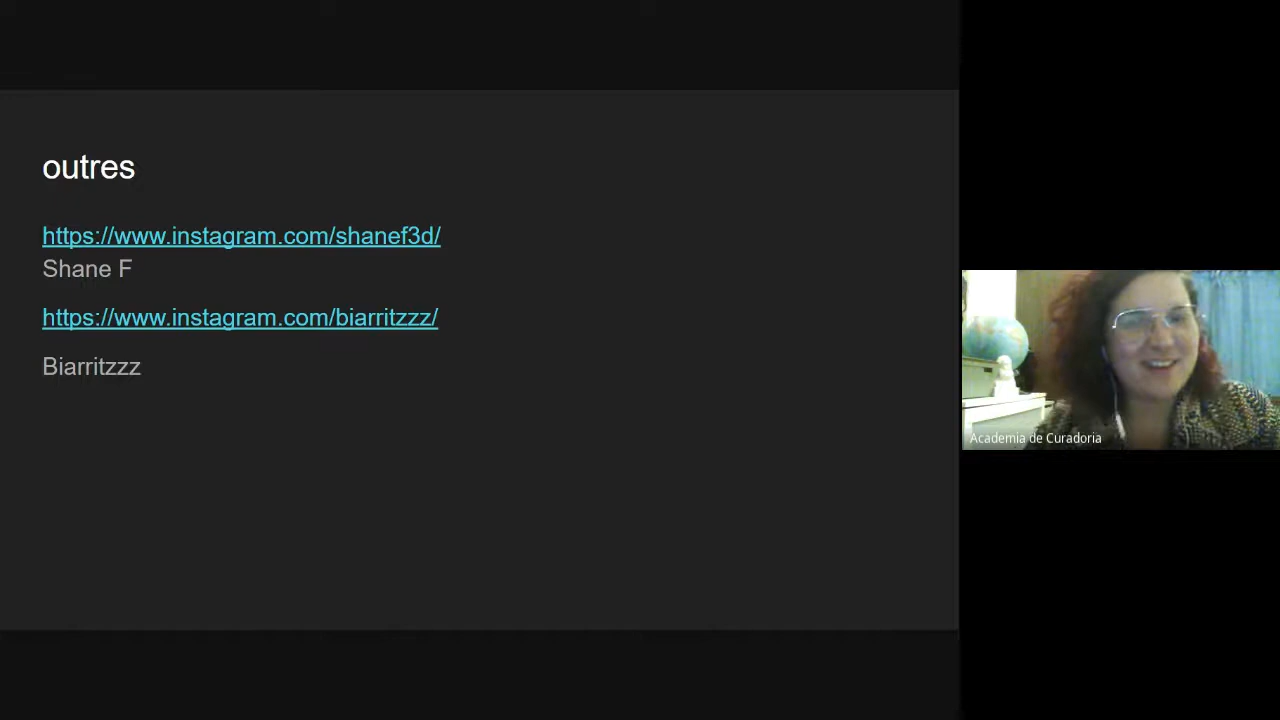 outres
https://www.instagram.com/shanef3d/
Shane F
https://www.instagram.com/biarritzzz/
Biarritzzz
Academia de Curadoria